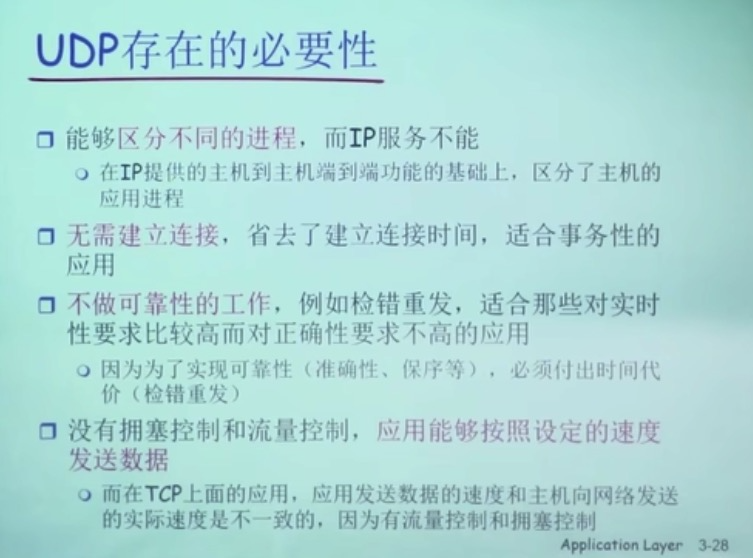 UDP存在的必要性
能够区分不同的进程，而IP服务不能
在IP提供的主机到主机端到端功能的基础上，区分了主机的
应用进程
无需建立连接，省去了建立连接时间，适合事务性的
应用
不做可靠性的工作，例如检错重发，适合那些对实时
性要求比较高而对正确性要求不高的应用
因为为了实现可靠性（准确性、保序等），必须付出时间代
价（检错重发）
没有拥塞控制和流量控制，应用能够按照设定的速度
发送数据
而在TCP上面的应用，应用发送数据的速度和主机向网络发送
的实际速度是不一致的，因为有流量控制和拥塞控制
Application Layer 3-28